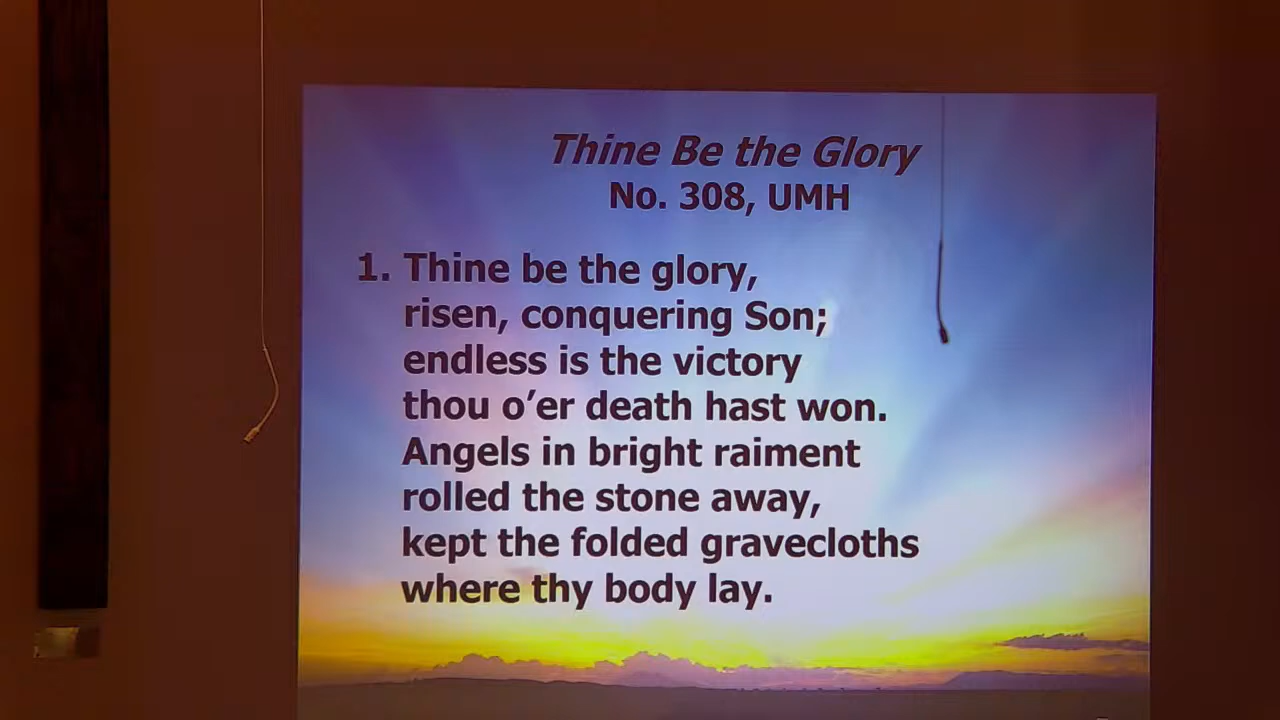 Thine Be the Glory
No. 308, UMH
1. Thine be the glory,
risen, conquering Son;
endless is the victory
thou o’er death hast won.
Angels in bright raiment
rolled the stone away,
kept the folded gravecloths
where thy body lay.